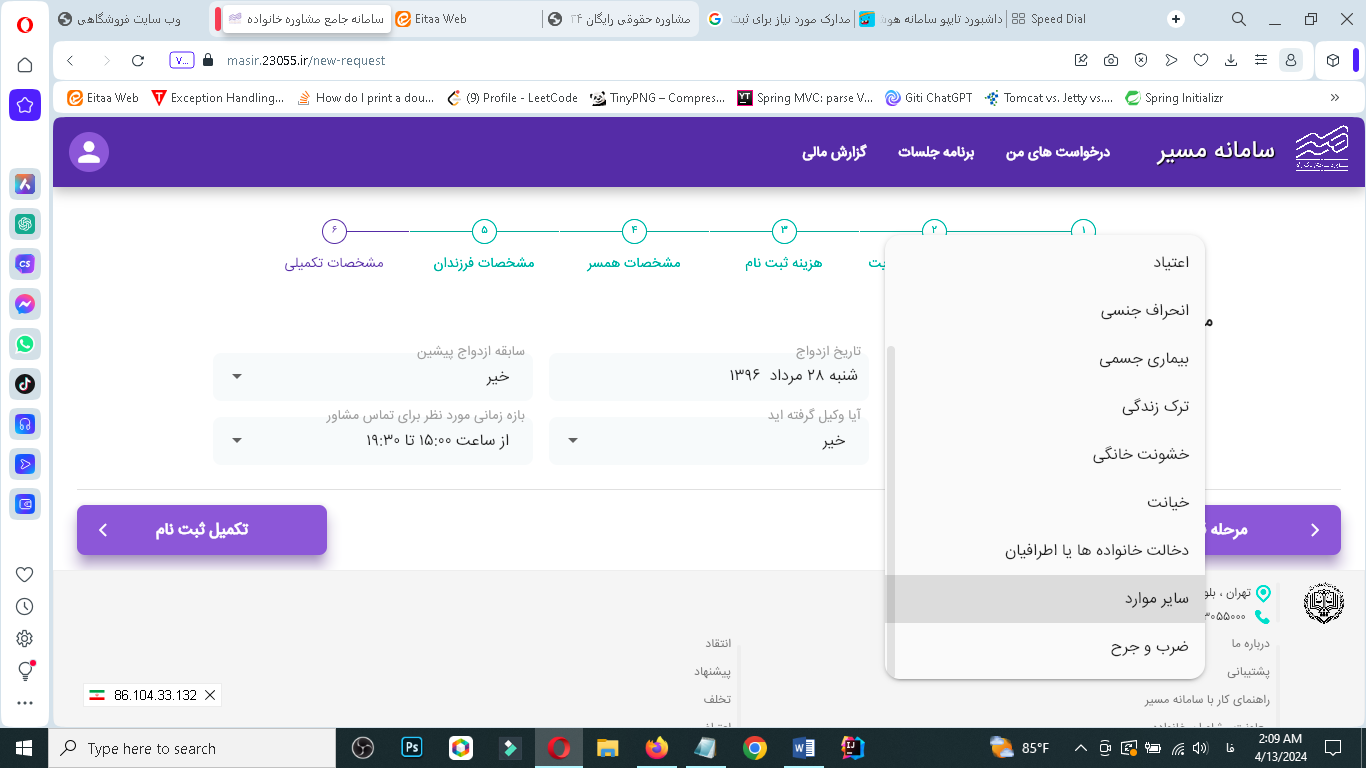 وب سایت فروشگاهی
سامانه جامع مشاوره خانواده
Eitaa Web
مشاوره حقوقی رایگان ۲۴
مدارک مورد نیاز برای ثبت
داشبورد تاپیو سامانه هوش
Speed Dial
V...
masir.23055.ir/new-request
Eitaa Web
Exception Handling...
How do I print a dou...
(9) Profile - LeetCode
TinyPNG – Compres...
Spring MVC: parse V...
Giti ChatGPT
Tomcat vs. Jetty vs....
Spring Initializr
سامانه مسیر
درخواست های من
برنامه جلسات
گزارش مالی
۱
۲
۳
۴
۵
۶
هزینه ثبت نام
مشخصات همسر
مشخصات فرزندان
مشخصات تکمیلی
اعتیاد
انحراف جنسی
بیماری جسمی
ترک زندگی
خشونت خانگی
خیانت
دخالت خانواده ها یا اطرافیان
سایر موارد
ضرب و جرح
تاریخ ازدواج
شنبه ۲۸ مرداد ۱۳۹۶
سابقه ازدواج پیشین
خیر
آیا وکیل گرفته اید
خیر
بازه زمانی مورد نظر برای تماس مشاور
از ساعت ۱۵:۰۰ تا ۱۹:۳۰
مرحله
تکمیل ثبت نام
تهران ، بلو
۳۰۵۵۰۰۰
درباره ما
پشتیبانی
راهنمای کار با سامانه مسیر
انتقاد
پیشنهاد
تخلف
86.104.33.132
Type here to search
85°F
فا
2:09 AM
4/13/2024